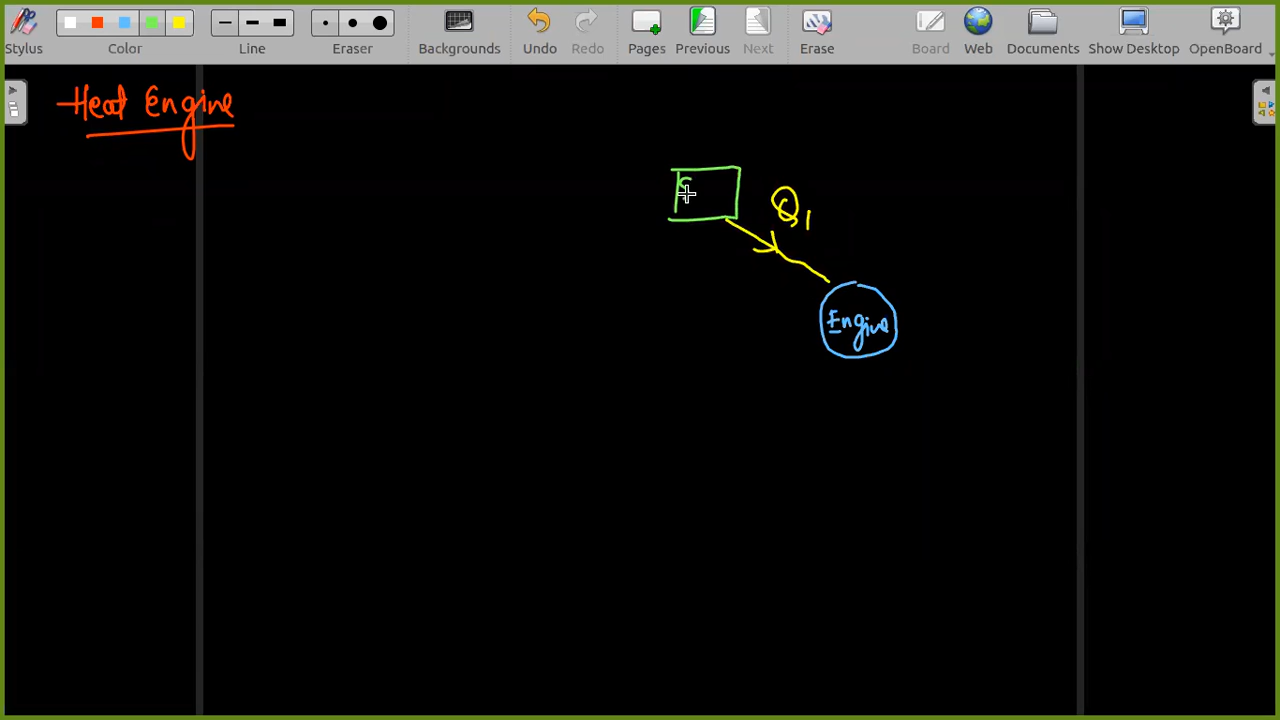 Stylus Color Line Eraser Backgrounds Undo Redo Pages Previous Next Erase Board Web Documents Show Desktop OpenBoard
Heat Engine
S
Q1
Engine